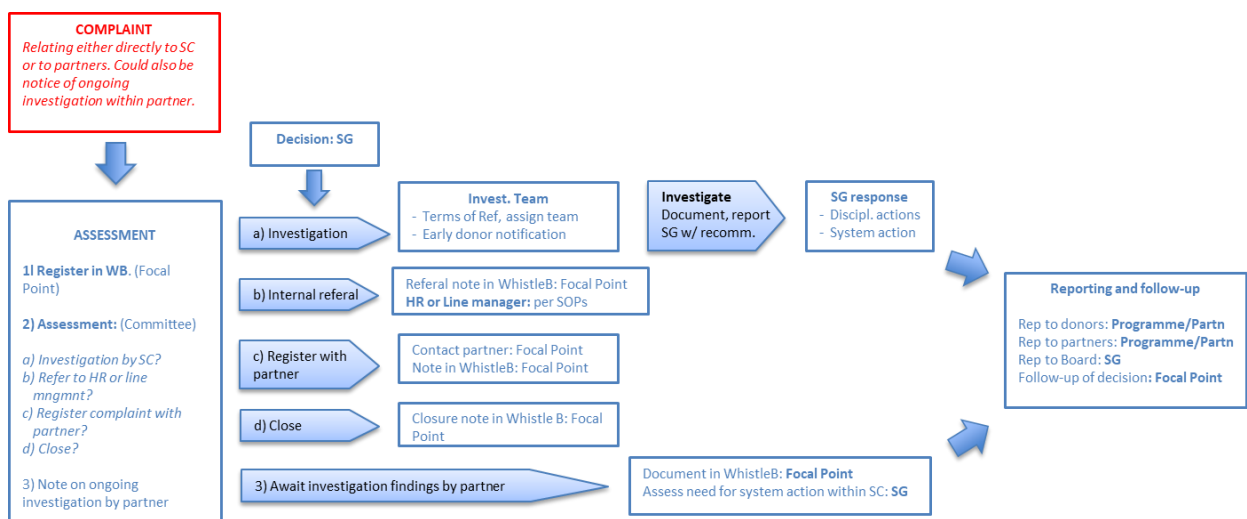 COMPLAINT
Relating either directly to SC
or to partners. Could also be
notice of ongoing
investigation within partner.
Decision: SG
ASSESSMENT
1l Register in WB. (Focal
Point)
2) Assessment: (Committee)
a) Investigation by SC?
b) Refer to HR or line
mngmnt?
c) Register complaint with
partner?
d) Close?
3) Note on ongoing
investigation by partner
a) Investigation
Invest. Team
- Terms of Ref, assign team
- Early donor notification
Investigate
Document, report
SG w/ recomm.
SG response
- Discipl. actions
- System action
b) Internal referal
Referal note in WhistleB: Focal Point
HR or Line manager: per SOPs
c) Register with
partner
Contact partner: Focal Point
Note in WhistleB: Focal Point
d) Close
Closure note in Whistle B: Focal
Point
3) Await investigation findings by partner
Document in WhistleB: Focal Point
Assess need for system action within SC: SG
Reporting and follow-up
Rep to donors: Programme/Partn
Rep to partners: Programme/Partn
Rep to Board: SG
Follow-up of decision: Focal Point